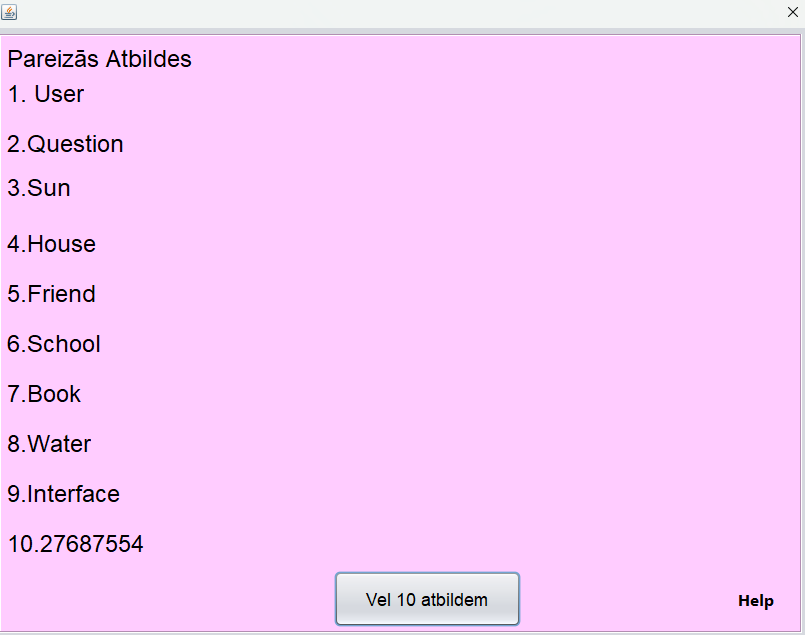 Pareizās Atbildes
1. User
2.Question
3.Sun
4.House
5.Friend
6.School
7.Book
8.Water
9.Interface
10.27687554
Vel 10 atbildem
Help